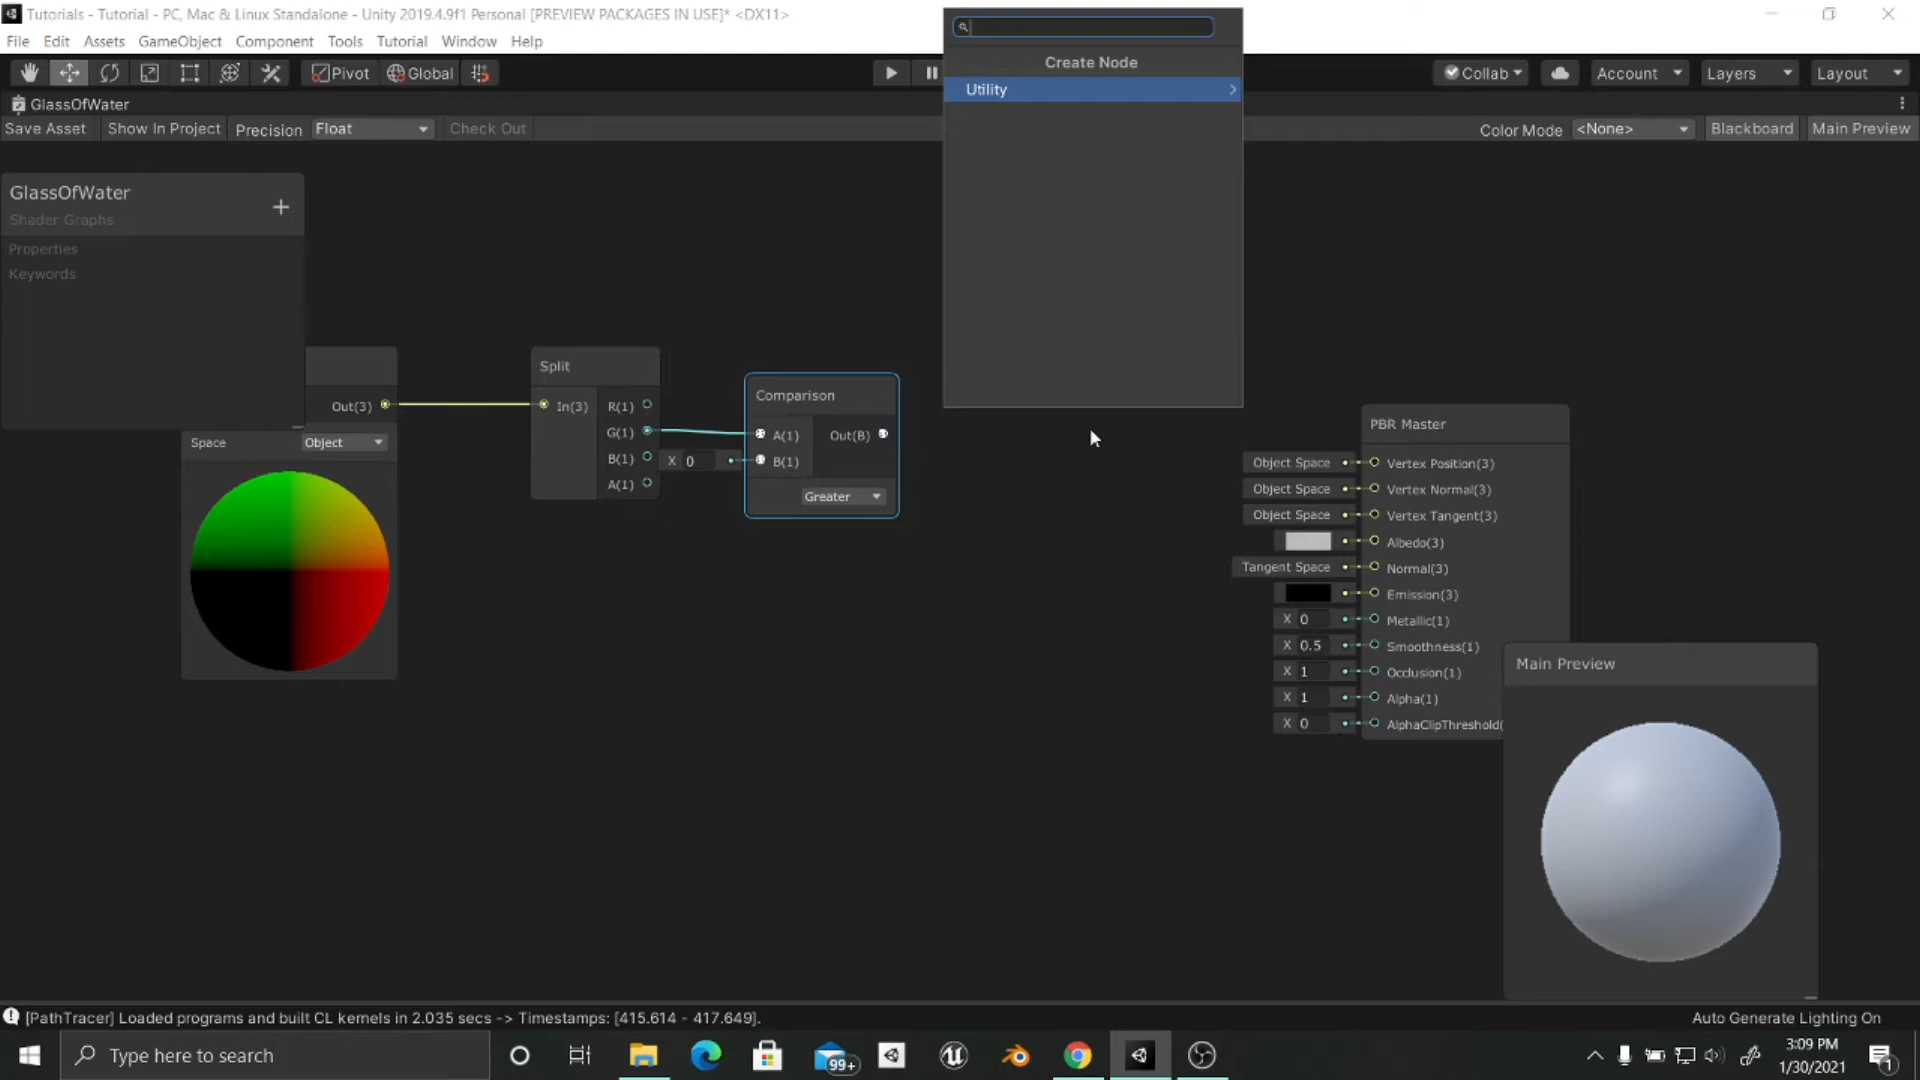 Tutorials - Tutorial - PC, Mac & Linux Standalone - Unity 2019.4.9f1 Personal [PREVIEW PACKAGES IN USE]* <DX11>
File Edit Assets GameObject Component Tools Tutorial Window Help
Pivot Global Collab Account Layers Layout
GlassOfWater
Save Asset Show In Project Precision Float Check Out Color Mode <None> Blackboard Main Preview
Create Node
Utility
GlassOfWater
Shader Graphs
Properties
Keywords
Out(3)
Space Object
Split
In(3) R(1)
G(1)
B(1)
A(1)
X 0
Comparison
A(1) Out(B)
B(1)
Greater
PBR Master
Object Space Vertex Position(3)
Object Space Vertex Normal(3)
Object Space Vertex Tangent(3)
Albedo(3)
Tangent Space Normal(3)
Emission(3)
X 0 Metallic(1)
X 0.5 Smoothness(1)
X 1 Occlusion(1)
X 1 Alpha(1)
X 0 AlphaClipThreshold(
Main Preview
[PathTracer] Loaded programs and built CL kernels in 2.035 secs -> Timestamps: [415.614 - 417.649].
Auto Generate Lighting On
Type here to search
99+
3:09 PM
1/30/2021
1